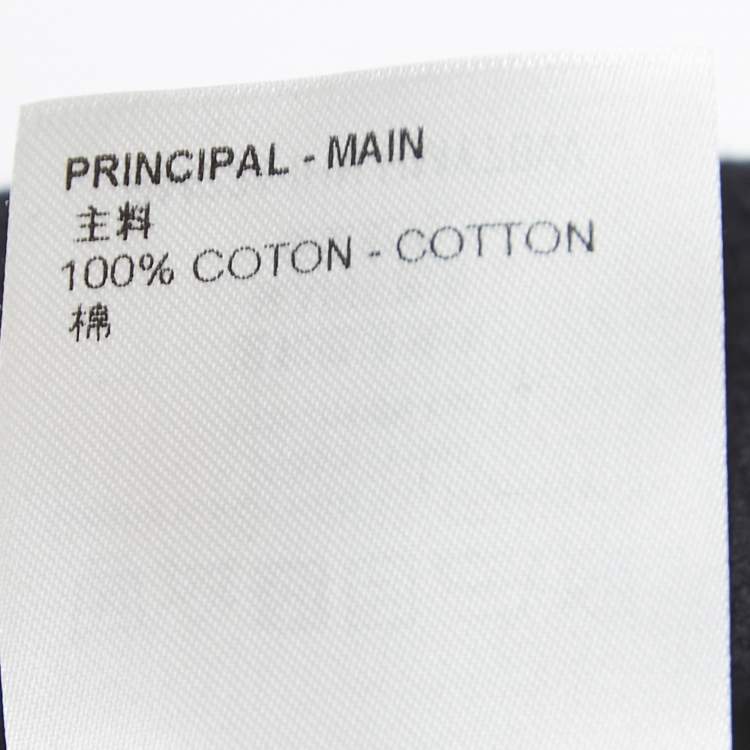 PRINCIPAL - MAIN
主料
100% COTON - COTTON
棉